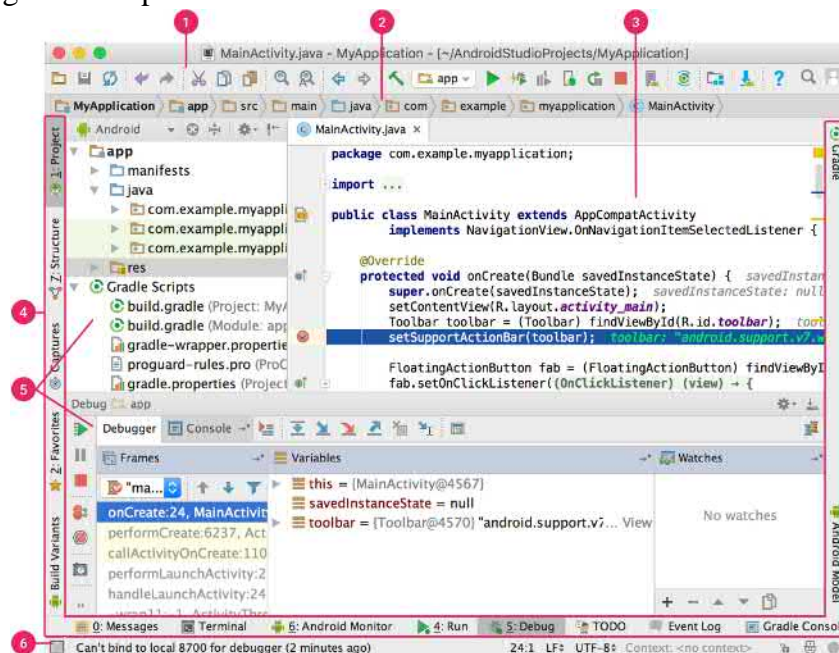 1
2
3
MainActivity.java - MyApplication - [~/AndroidStudioProjects/MyApplication]
app
MyApplication app src main java com example myapplication MainActivity
1: Project
Android
MainActivity.java ×
Gradle
app
manifests
java
com.example.myappli
com.example.myappli
com.example.myappli
res
Gradle Scripts
build.gradle (Project: MyA
build.gradle (Module: app
gradle-wrapper.propertie
proguard-rules.pro (ProG
gradle.properties (Project
package com.example.myapplication;
import ...
public class MainActivity extends AppCompatActivity
implements NavigationView.OnNavigationItemSelectedListener {
@Override
protected void onCreate(Bundle savedInstanceState) { savedInstan
super.onCreate(savedInstanceState); savedInstanceState: null
setContentView(R.layout.activity_main);
Toolbar toolbar = (Toolbar) findViewById(R.id.toolbar); tool
setSupportActionBar(toolbar); toolbar: "android.support.v7.w
FloatingActionButton fab = (FloatingActionButton) findViewByI
fab.setOnClickListener((OnClickListener) (view) → {
Z: Structure
4
Captures
5
2: Favorites
Build Variants
Debug app
Debugger Console
Frames
Variables
Watches
"ma...
onCreate:24, MainActivit
performCreate:6237, Act
callActivityOnCreate:110
performLaunchActivity:2
handleLaunchActivity:24
this = {MainActivity@4567}
savedInstanceState = null
toolbar = {Toolbar@4570} "android.support.v7... View
No watches
Android Model
0: Messages Terminal 6: Android Monitor 4: Run 5: Debug TODO Event Log Gradle Consol
6
Can't bind to local 8700 for debugger (2 minutes ago)
24:1 LF÷ UTF-8÷ Context: <no context>